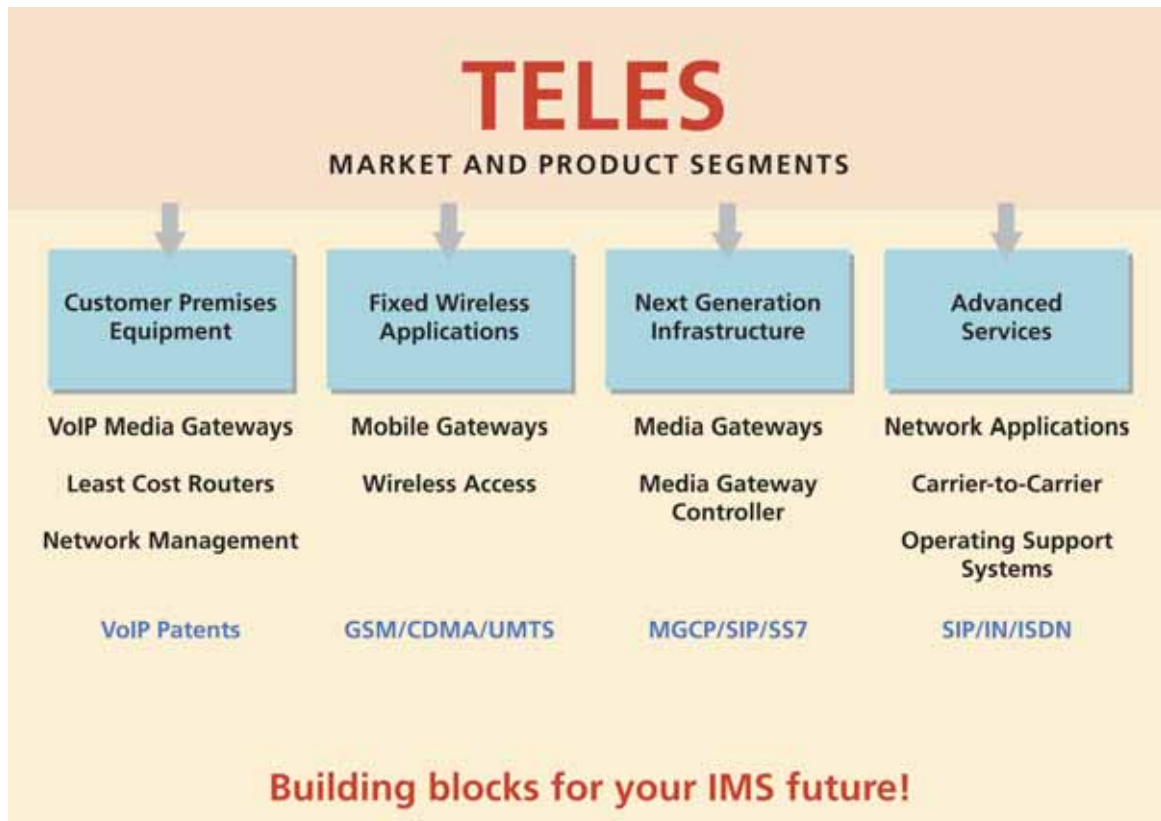 TELES
MARKET AND PRODUCT SEGMENTS
Customer Premises
Equipment
VoIP Media Gateways
Least Cost Routers
Network Management
VoIP Patents
Fixed Wireless
Applications
Mobile Gateways
Wireless Access
GSM/CDMA/UMTS
Next Generation
Infrastructure
Media Gateways
Media Gateway
Controller
MGCP/SIP/SS7
Advanced
Services
Network Applications
Carrier-to-Carrier
Operating Support
Systems
SIP/IN/ISDN
Building blocks for your IMS future!